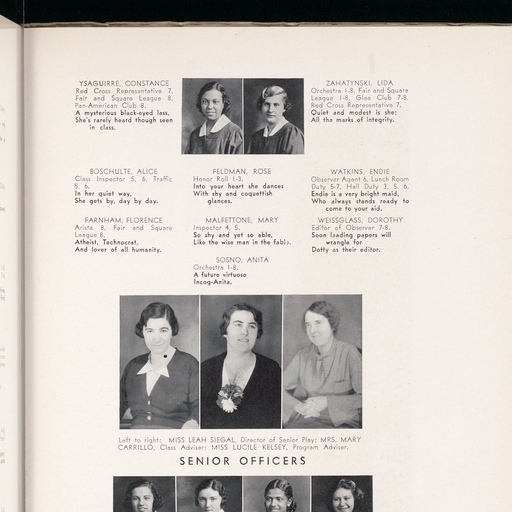 YSAGUIRRE, CONSTANCE
Red Cross Representative 7,
Fair and Square League 8,
Pan-American Club 8.
A mysterious black-eyed lass,
She's rarely heard though seen
in class.
ZAHATYNSKI, LIDA
Orchestra 1-8, Fair and Square
League 1-8, Glee Club 7-8
Red Cross Representative 7.
Quiet and modest is she;
All the marks of integrity.
BOSCHULTE, ALICE
Class Inspector 5, 6, Traffic
5, 6.
In her quiet way,
She gets by, day by day.
FELDMAN, ROSE
Honor Roll 1-3.
Into your heart she dances
With shy and coquettish
glances.
WATKINS, ENDIE
Observer Agent 6, Lunch Room
Duty 5-7, Hall Duty 3, 5, 6.
Endie is a very bright maid,
Who always stands ready to
come to your aid.
FARNHAM, FLORENCE
Arista 8, Fair and Square
League 8.
Atheist, Technocrat,
And lover of all humanity.
MALFETTONE, MARY
Inspector 4, 5.
So shy and yet so able,
Like the wise man in the fable.
WEISSGLASS, DOROTHY
Editor of Observer 7-8.
Soon leading papers will
wrangle for
Dotty as their editor.
SOSNO, ANITA
Orchestra 1-8.
A future virtuoso
Incog-Anita.
Left to right: MISS LEAH SIEGAL, Director of Senior Play; MRS. MARY
CARRILLO, Class Adviser; MISS LUCILE KELSEY, Program Adviser.
SENIOR OFFICERS